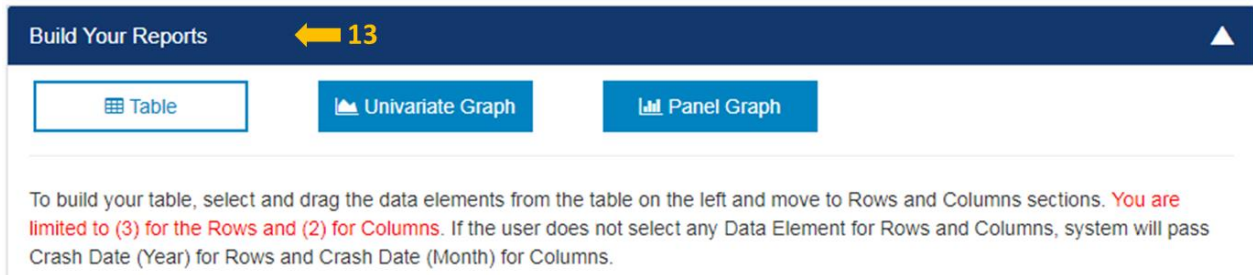 Build Your Reports 13
Table Univariate Graph Panel Graph
To build your table, select and drag the data elements from the table on the left and move to Rows and Columns sections. You are
limited to (3) for the Rows and (2) for Columns. If the user does not select any Data Element for Rows and Columns, system will pass
Crash Date (Year) for Rows and Crash Date (Month) for Columns.